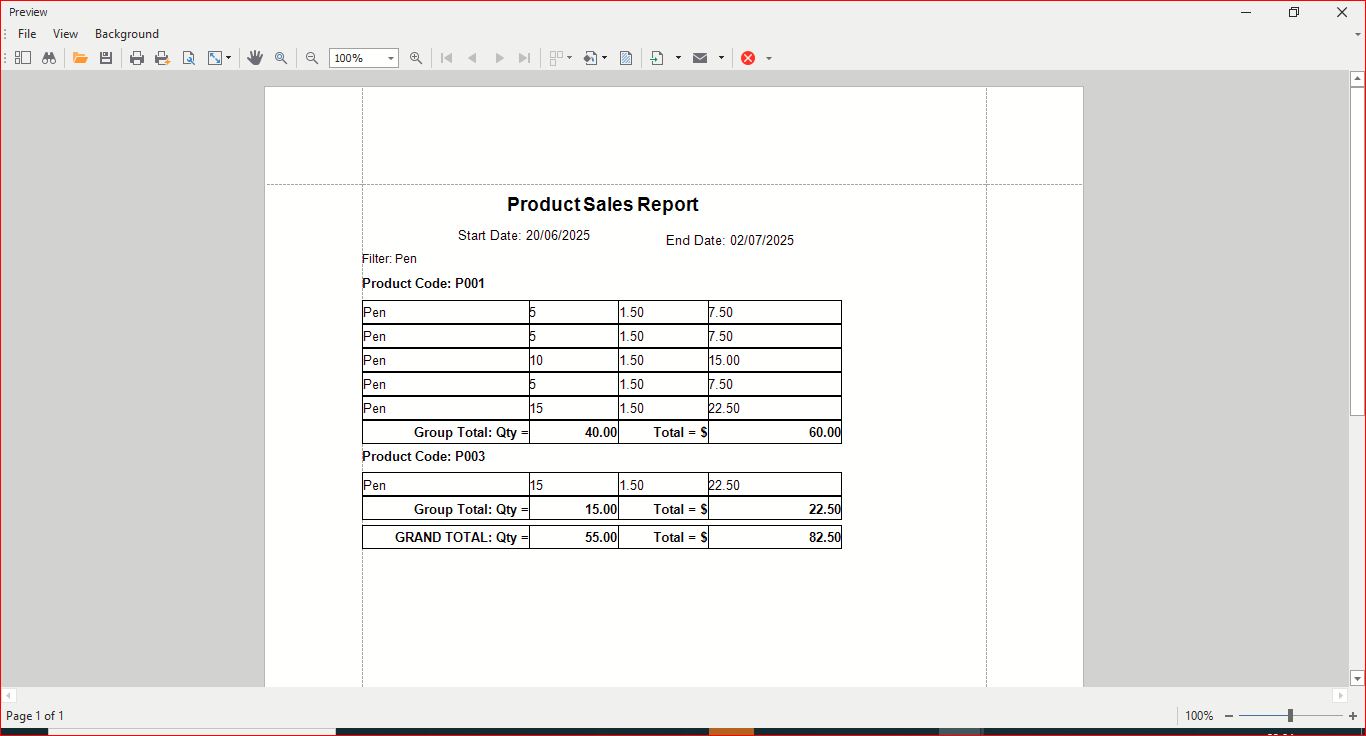 Preview
File View Background
100%
Product Sales Report
Start Date: 20/06/2025 End Date: 02/07/2025
Filter: Pen
Product Code: P001
Pen 5 1.50 7.50
Pen 5 1.50 7.50
Pen 10 1.50 15.00
Pen 5 1.50 7.50
Pen 15 1.50 22.50
Group Total: Qty = 40.00 Total = $ 60.00
Product Code: P003
Pen 15 1.50 22.50
Group Total: Qty = 15.00 Total = $ 22.50
GRAND TOTAL: Qty = 55.00 Total = $ 82.50
Page 1 of 1 100%